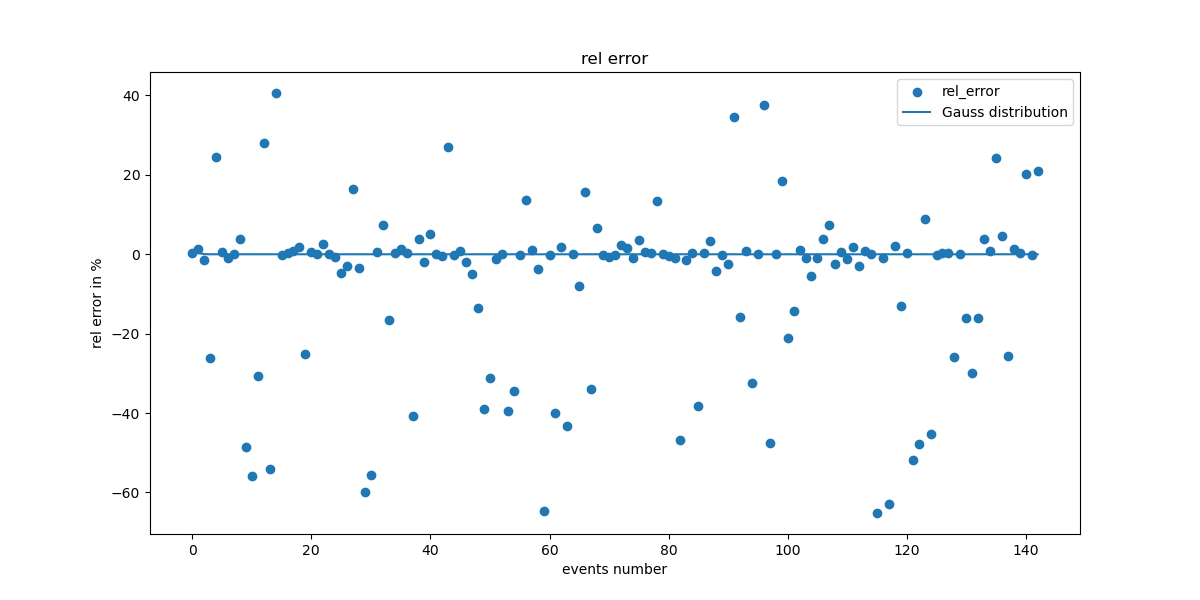 rel error
rel_error
Gauss distribution
rel error in %
40
20
0
−20
−40
−60
0 20 40 60 80 100 120 140
events number